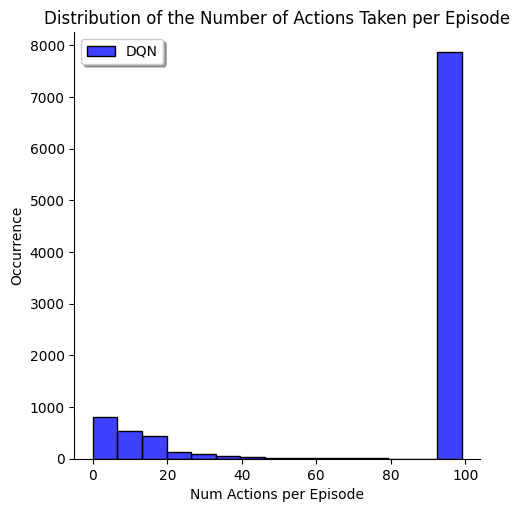 Distribution of the Number of Actions Taken per Episode
DQN
8000
7000
6000
5000
4000
3000
2000
1000
0
Occurrence
0 20 40 60 80 100
Num Actions per Episode